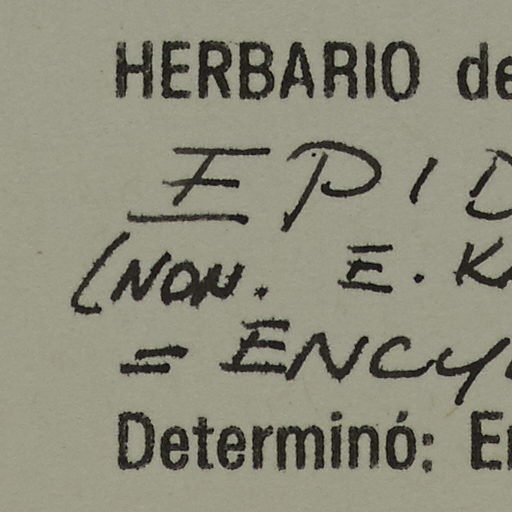 HERBARIO de
EPID
(NON. E. K
= ENCY
Determinó: E